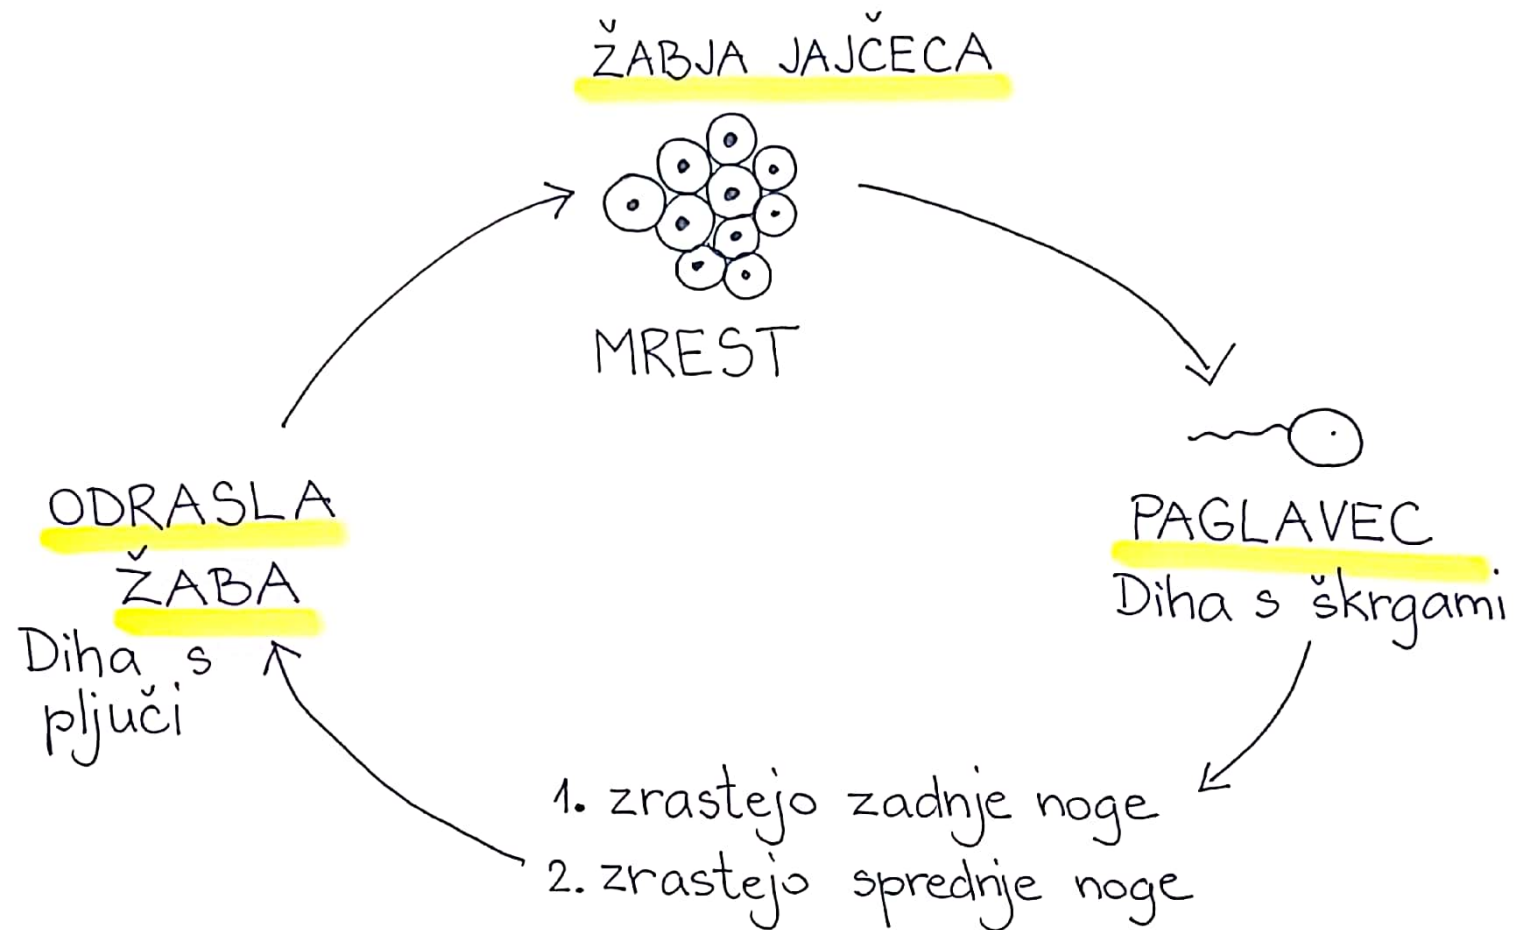 ŽABJA JAJČECA
MREST
PAGLAVEC
Diha s škrgami
1. zrastejo zadnje noge
2. zrastejo sprednje noge
ODRASLA
ŽABA
Diha s
pljuči